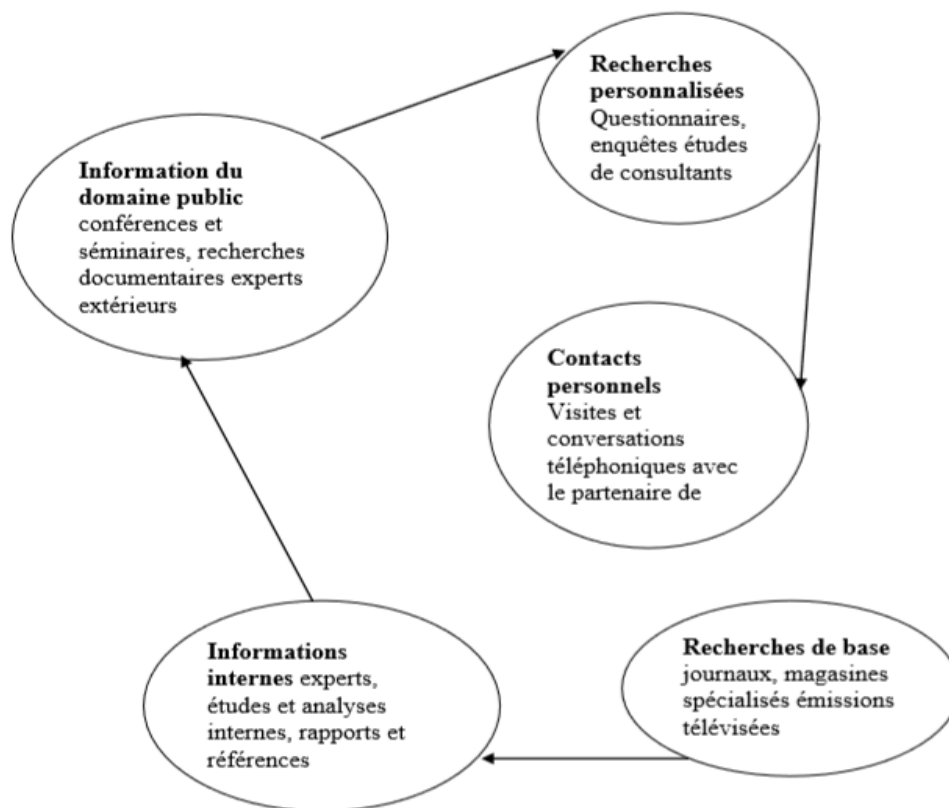 Recherches
personnalisées
Questionnaires,
enquêtes études
de consultants
Information du
domaine public
conférences et
séminaires, recherches
documentaires experts
extérieurs
Contacts
personnels
Visites et
conversations
téléphoniques avec
le partenaire de
Informations
internes experts,
études et analyses
internes, rapports et
références
Recherches de base
journaux, magasines
spécialisés émissions
télévisées